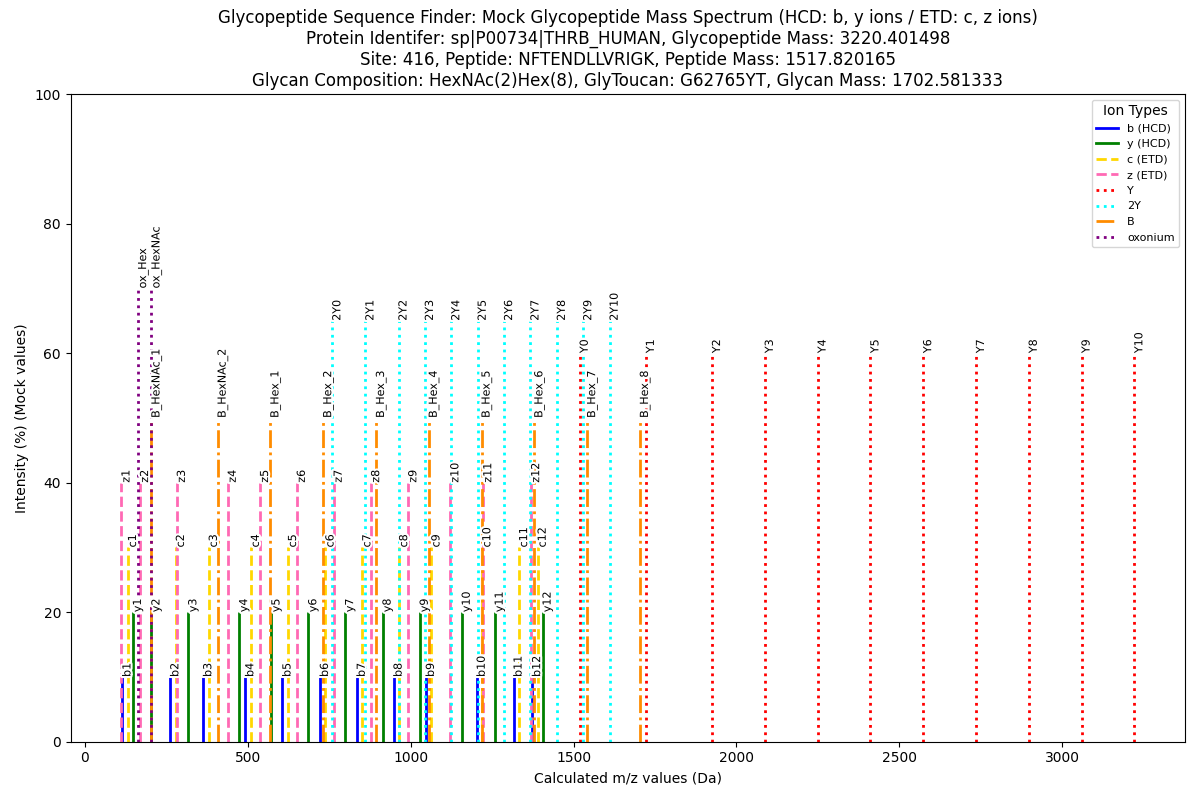 Glycopeptide Sequence Finder: Mock Glycopeptide Mass Spectrum (HCD: b, y ions / ETD: c, z ions)
Protein Identifer: sp|P00734|THRB_HUMAN, Glycopeptide Mass: 3220.401498
Site: 416, Peptide: NFTENDLLVRIGK, Peptide Mass: 1517.820165
Glycan Composition: HexNAc(2)Hex(8), GlyToucan: G62765YT, Glycan Mass: 1702.581333
Intensity (%) (Mock values)
100
80
60
40
20
0
Ion Types
b (HCD)
y (HCD)
c (ETD)
z (ETD)
Y
2Y
B
oxonium
ox_Hex
ox_HexNAc
2Y0
2Y1
2Y2
2Y3
2Y4
2Y5
2Y6
2Y7
2Y8
2Y9
2Y10
Y0
Y1
Y2
Y3
Y4
Y5
Y6
Y7
Y8
Y9
Y10
B_HexNAc_1
B_HexNAc_2
B_Hex_1
B_Hex_2
B_Hex_3
B_Hex_4
B_Hex_5
B_Hex_6
B_Hex_7
B_Hex_8
z1
z2
z3
z4
z5
z6
z7
z8
z9
z10
z11
z12
c1
c2
c3
c4
c5
c6
c7
c8
c9
c10
c11
c12
y1
y2
y3
y4
y5
y6
y7
y8
y9
y10
y11
y12
b1
b2
b3
b4
b5
b6
b7
b8
b9
b10
b11
b12
0
500
1000
1500
2000
2500
3000
Calculated m/z values (Da)